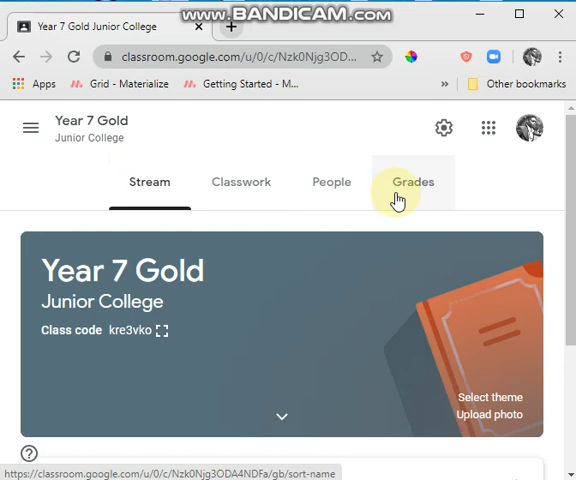 www.BANDICAM.com
Year 7 Gold Junior College
classroom.google.com/u/0/c/Nzk0Njg3OD...
Apps
Grid - Materialize
Getting Started - M...
»
Other bookmarks
Year 7 Gold
Junior College
Stream
Classwork
People
Grades
Year 7 Gold
Junior College
Class code kre3vko
Select theme
Upload photo
https://classroom.google.com/u/0/c/Nzk0Njg3ODA4NDFa/gb/sort-name